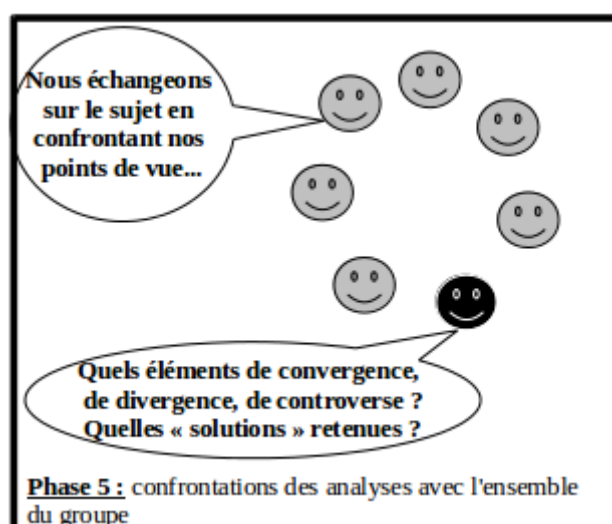 Nous échangeons
sur le sujet en
confrontant nos
points de vue...
Quels éléments de convergence,
de divergence, de controverse ?
Quelles « solutions » retenues ?
Phase 5 : confrontations des analyses avec l'ensemble
du groupe